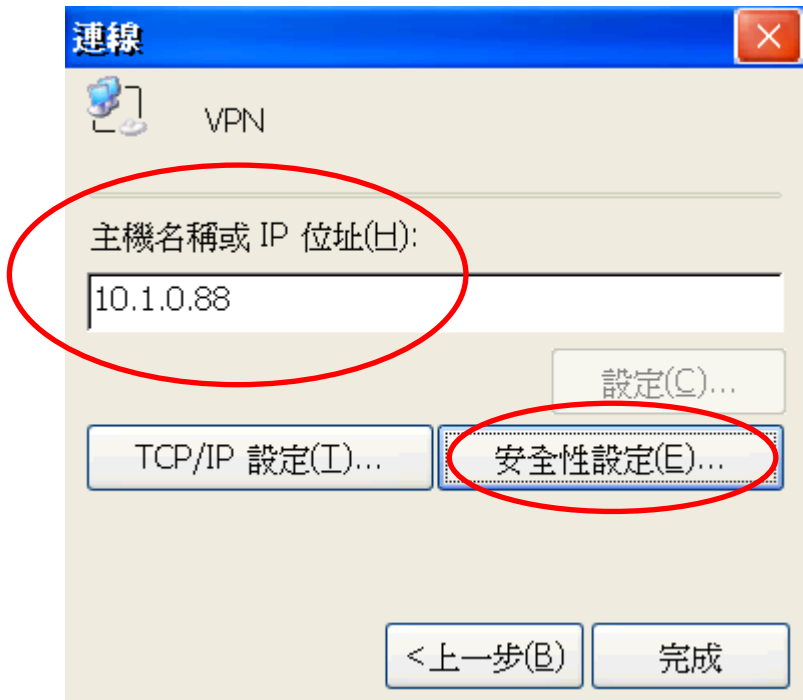 連線
VPN
主機名稱或 IP 位址(H):
10.1.0.88
設定(C)...
TCP/IP 設定(T)...
安全性設定(E)...
<上一步(B)
完成